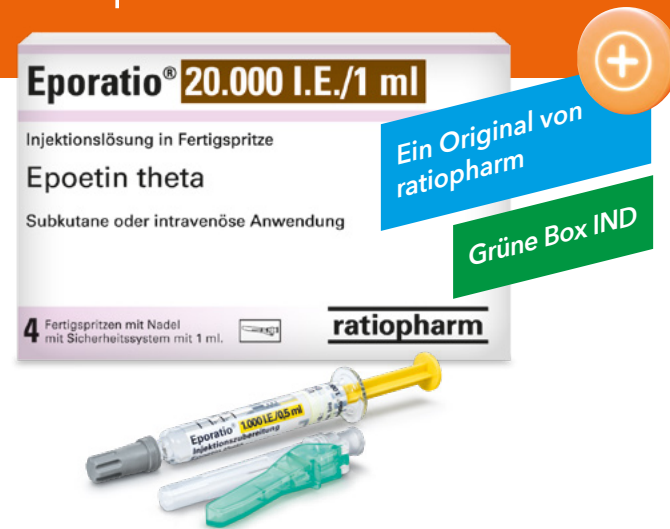 Eporatio® 20.000 I.E./1 ml
Injektionslösung in Fertigspritze
Epoetin theta
Subkutane oder intravenöse Anwendung
4 Fertigspritzen mit Nadel
mit Sicherheitssystem mit 1 ml.
ratiopharm
Ein Original von
ratiopharm
Grüne Box IND
Eporatio® 1.000 I.E./0,5 ml
Injektionszubereitung